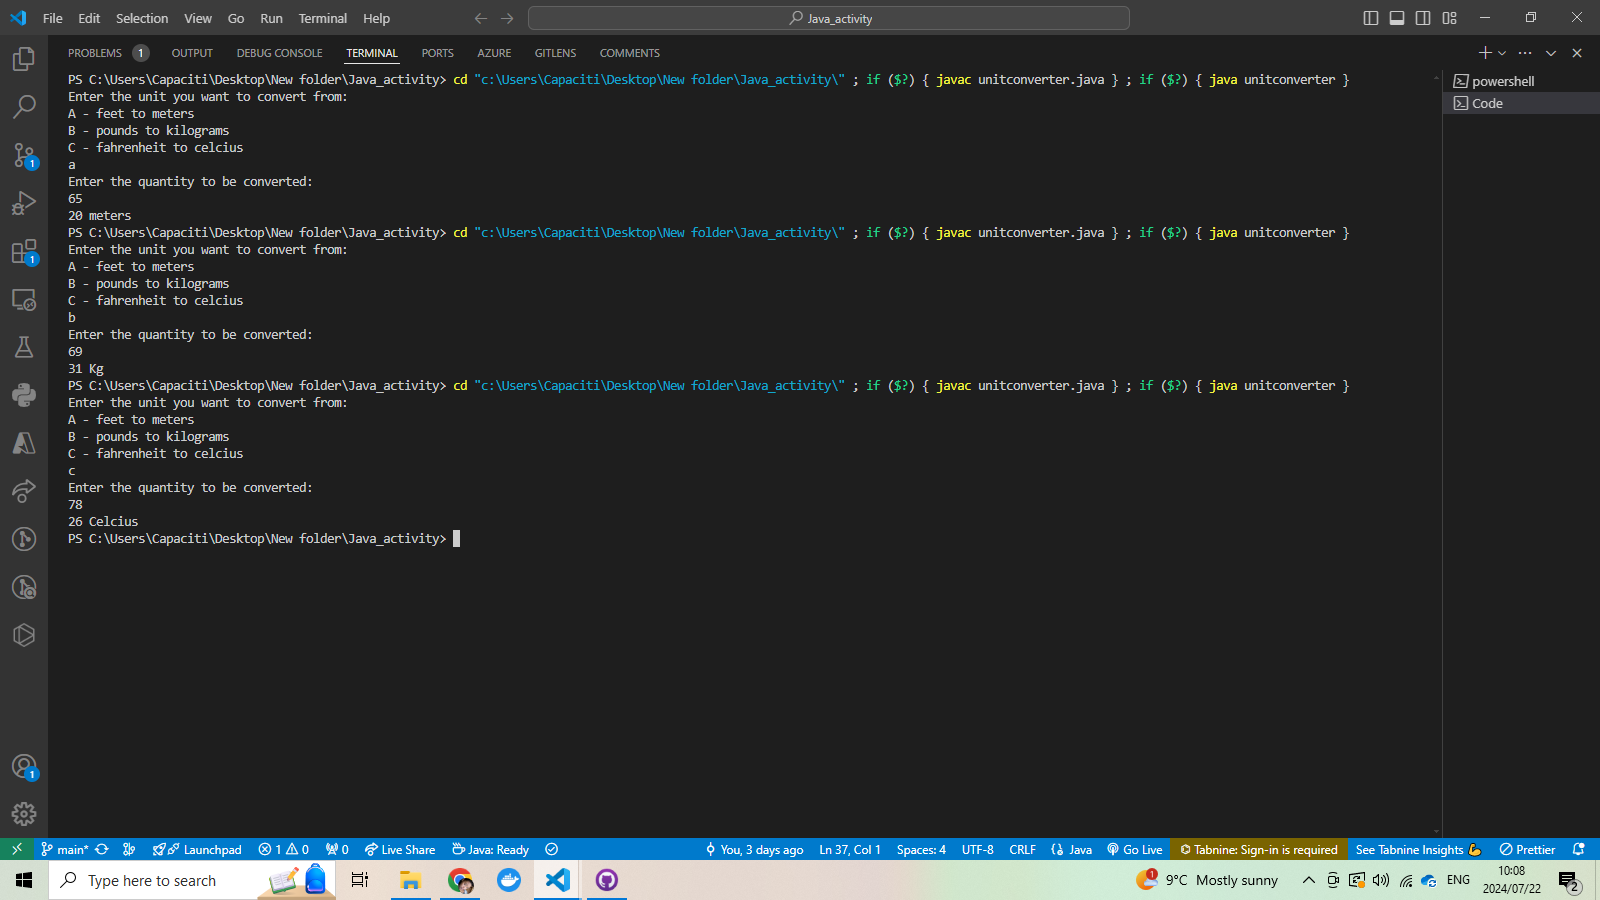 File Edit Selection View Go Run Terminal Help
Java_activity
PROBLEMS 1 OUTPUT DEBUG CONSOLE TERMINAL PORTS AZURE GITLENS COMMENTS
PS C:\Users\Capaciti\Desktop\New folder\Java_activity> cd "c:\Users\Capaciti\Desktop\New folder\Java_activity\" ; if ($?) { javac unitconverter.java } ; if ($?) { java unitconverter }
Enter the unit you want to convert from:
A - feet to meters
B - pounds to kilograms
C - fahrenheit to celcius
a
Enter the quantity to be converted:
65
20 meters
PS C:\Users\Capaciti\Desktop\New folder\Java_activity> cd "c:\Users\Capaciti\Desktop\New folder\Java_activity\" ; if ($?) { javac unitconverter.java } ; if ($?) { java unitconverter }
Enter the unit you want to convert from:
A - feet to meters
B - pounds to kilograms
C - fahrenheit to celcius
b
Enter the quantity to be converted:
69
31 Kg
PS C:\Users\Capaciti\Desktop\New folder\Java_activity> cd "c:\Users\Capaciti\Desktop\New folder\Java_activity\" ; if ($?) { javac unitconverter.java } ; if ($?) { java unitconverter }
Enter the unit you want to convert from:
A - feet to meters
B - pounds to kilograms
C - fahrenheit to celcius
c
Enter the quantity to be converted:
78
26 Celcius
PS C:\Users\Capaciti\Desktop\New folder\Java_activity>
powershell
Code
1
1
1
main* Launchpad 1 0 0 Live Share Java: Ready You, 3 days ago Ln 37, Col 1 Spaces: 4 UTF-8 CRLF {} Java Go Live Tabnine: Sign-in is required See Tabnine Insights Prettier
Type here to search 1 9°C Mostly sunny ENG
10:08
2024/07/22
2